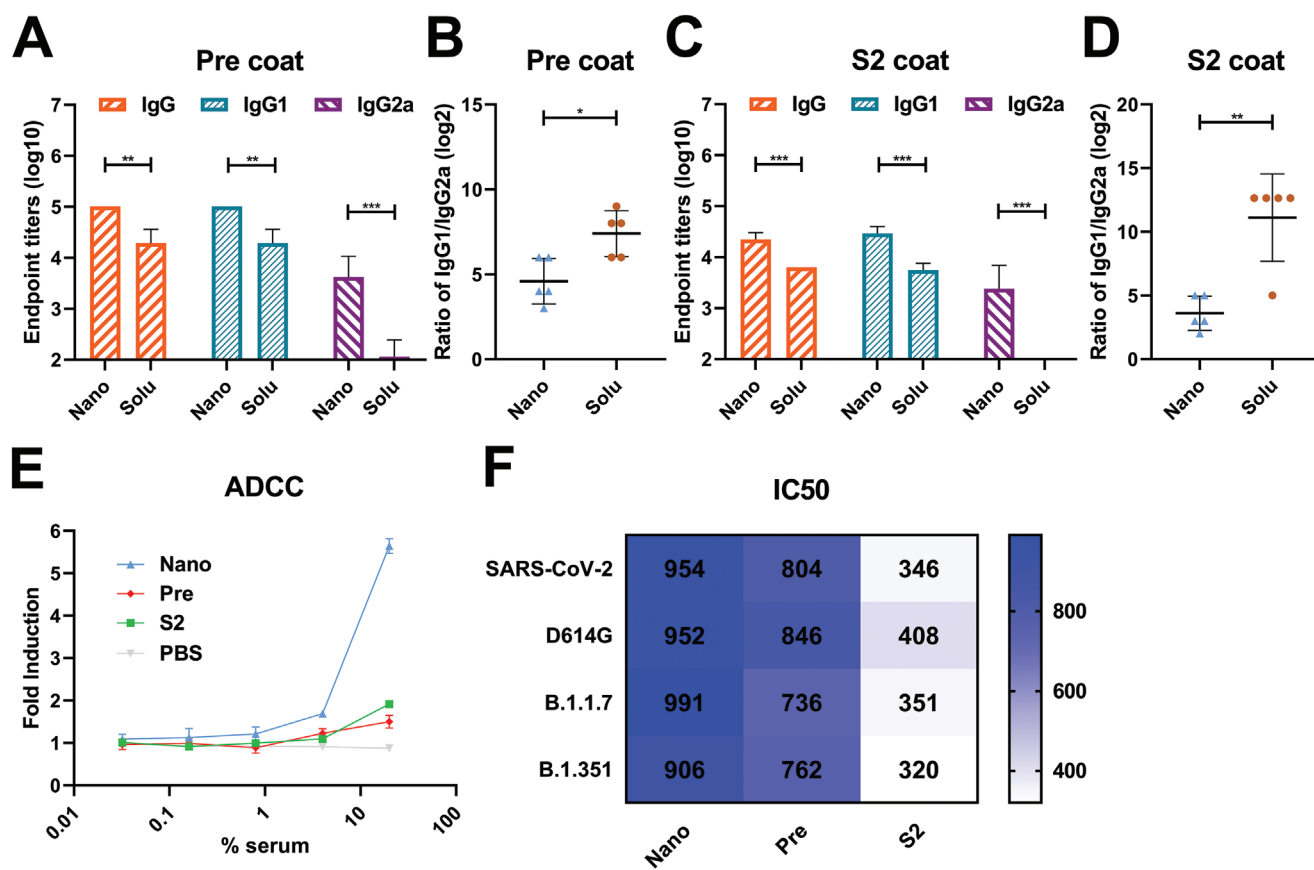 A
Pre coat
IgG IgG1 IgG2a
Endpoint titers (log10)
7
6
5
4
3
2
** ** ***
Nano Solu Nano Solu Nano Solu
B
Pre coat
Ratio of IgG1/IgG2a (log2)
15
10
5
0
*
Nano Solu
C
S2 coat
IgG IgG1 IgG2a
Endpoint titers (log10)
7
6
5
4
3
2
*** *** ***
Nano Solu Nano Solu Nano Solu
D
S2 coat
Ratio of IgG1/IgG2a (log2)
20
15
10
5
0
**
Nano Solu
E
ADCC
Fold Induction
6
5
4
3
2
1
0
Nano
Pre
S2
PBS
0.01 0.1 1 10 100
% serum
F
IC50
SARS-CoV-2 954 804 346
D614G 952 846 408
B.1.1.7 991 736 351
B.1.351 906 762 320
Nano Pre S2
800
600
400